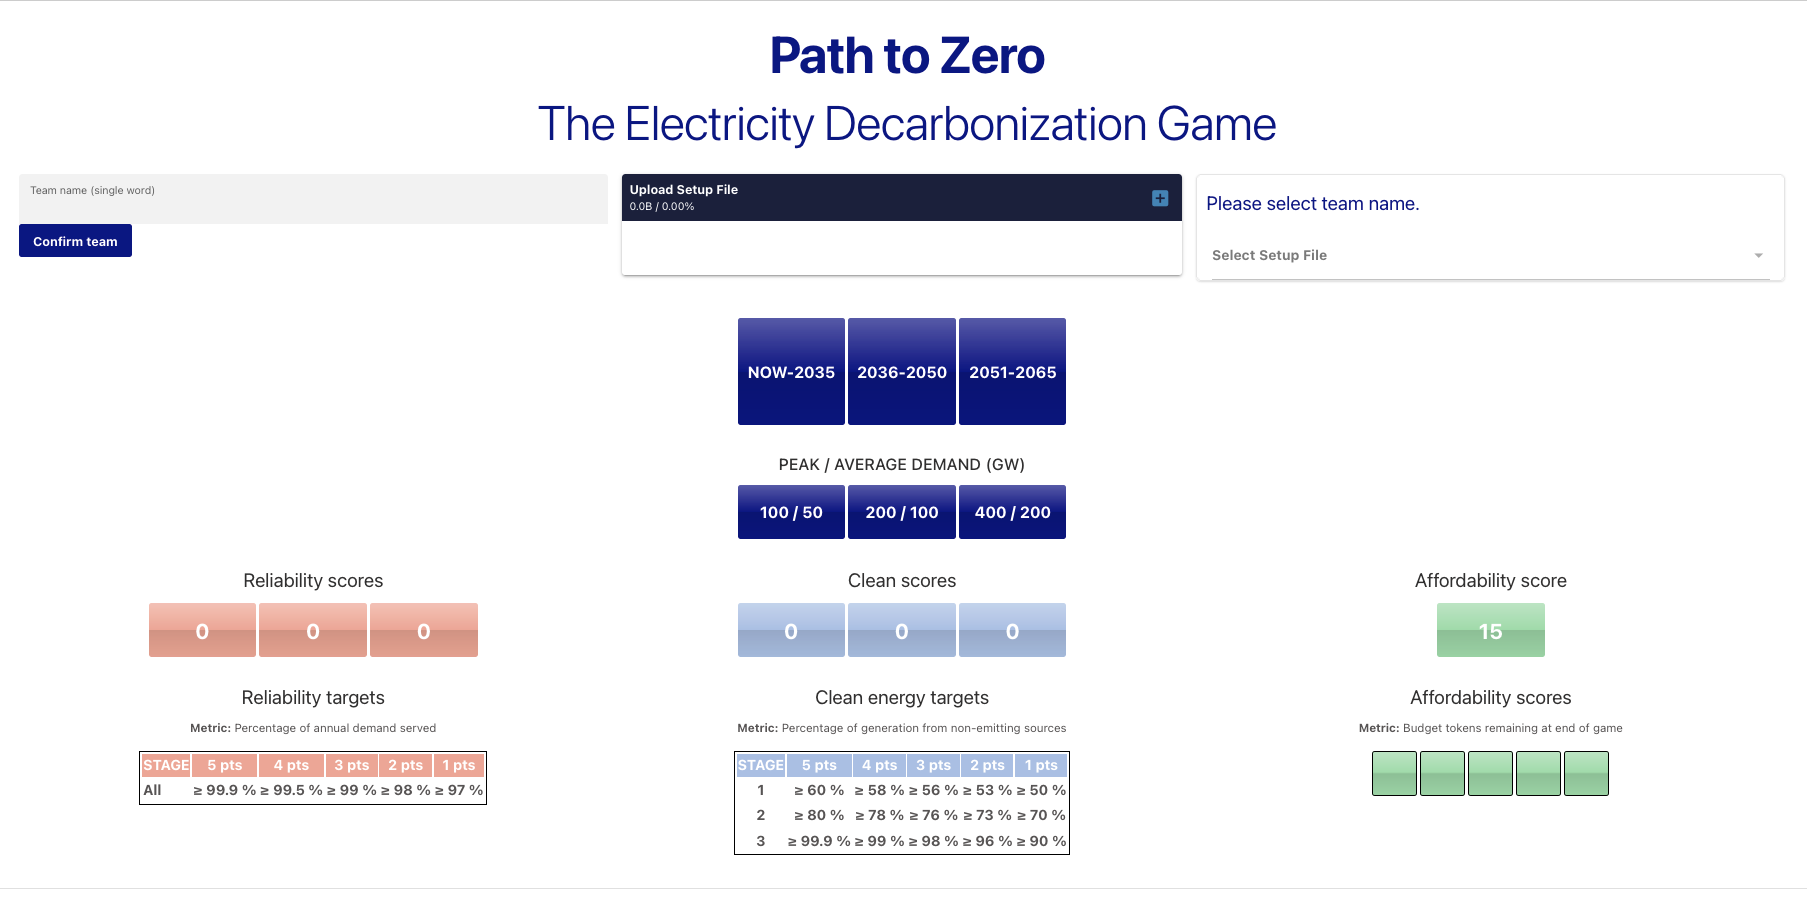 Path to Zero
The Electricity Decarbonization Game
Team name (single word)
Confirm team
Upload Setup File
0.0B / 0.00%
Please select team name.
Select Setup File
NOW-2035 2036-2050 2051-2065
PEAK / AVERAGE DEMAND (GW)
100 / 50 200 / 100 400 / 200
Reliability scores
0 0 0
Reliability targets
Metric: Percentage of annual demand served
STAGE 5 pts 4 pts 3 pts 2 pts 1 pts
All ≥ 99.9 % ≥ 99.5 % ≥ 99 % ≥ 98 % ≥ 97 %
Clean scores
0 0 0
Clean energy targets
Metric: Percentage of generation from non-emitting sources
STAGE 5 pts 4 pts 3 pts 2 pts 1 pts
1 ≥ 60 % ≥ 58 % ≥ 56 % ≥ 53 % ≥ 50 %
2 ≥ 80 % ≥ 78 % ≥ 76 % ≥ 73 % ≥ 70 %
3 ≥ 99.9 % ≥ 99 % ≥ 98 % ≥ 96 % ≥ 90 %
Affordability score
15
Affordability scores
Metric: Budget tokens remaining at end of game